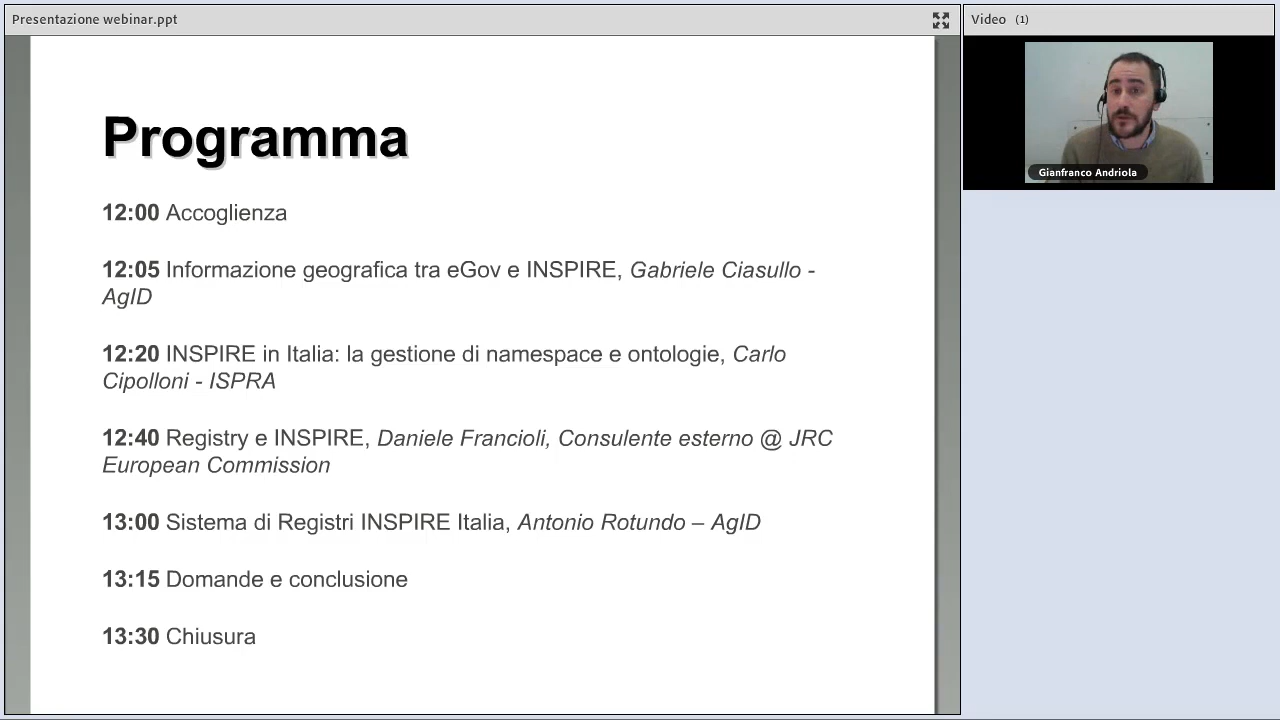 Presentazione webinar.ppt
Video (1)
Programma
12:00 Accoglienza
12:05 Informazione geografica tra eGov e INSPIRE, Gabriele Ciasullo -
AgID
12:20 INSPIRE in Italia: la gestione di namespace e ontologie, Carlo
Cipolloni - ISPRA
12:40 Registry e INSPIRE, Daniele Francioli, Consulente esterno @ JRC
European Commission
13:00 Sistema di Registri INSPIRE Italia, Antonio Rotundo – AgID
13:15 Domande e conclusione
13:30 Chiusura
Gianfranco Andriola